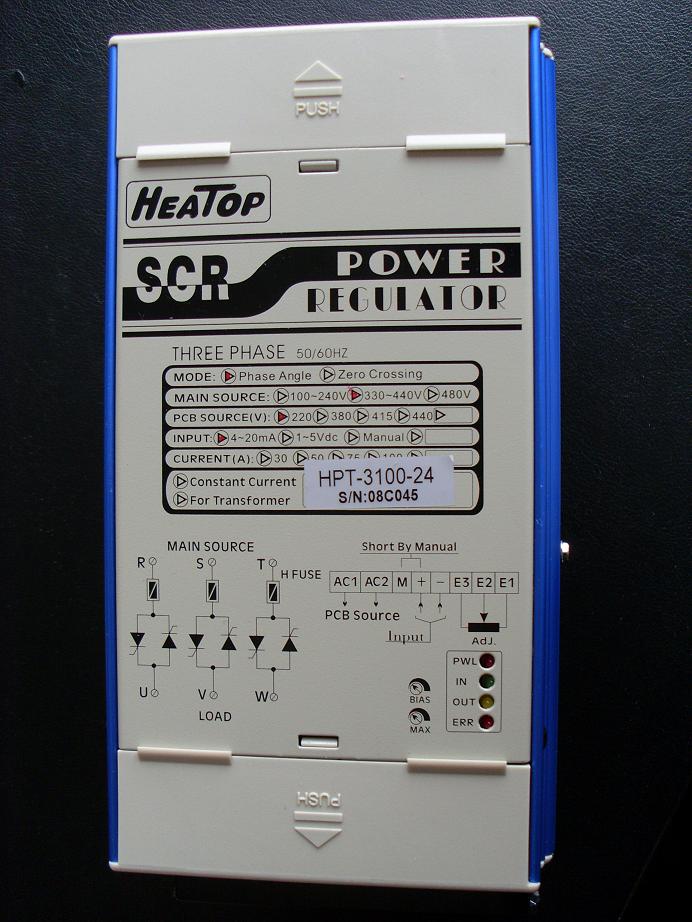 PUSH
HEATOP
SCR POWER
REGULATOR
THREE PHASE 50/60HZ
MODE: Phase Angle Zero Crossing
MAIN SOURCE: 100~240V 330~440V 480V
PCB SOURCE(V): 220 380 415 440
INPUT: 4~20mA 1~5Vdc Manual
CURRENT(A): 30 50 75 100
Constant Current
For Transformer
HPT-3100-24
S/N:08C045
MAIN SOURCE
R S T H FUSE
U V W
LOAD
Short By Manual
AC1 AC2 M + - E3 E2 E1
PCB Source
Input
Adj.
PWL
IN
OUT
ERR
BIAS
MAX
PUSH